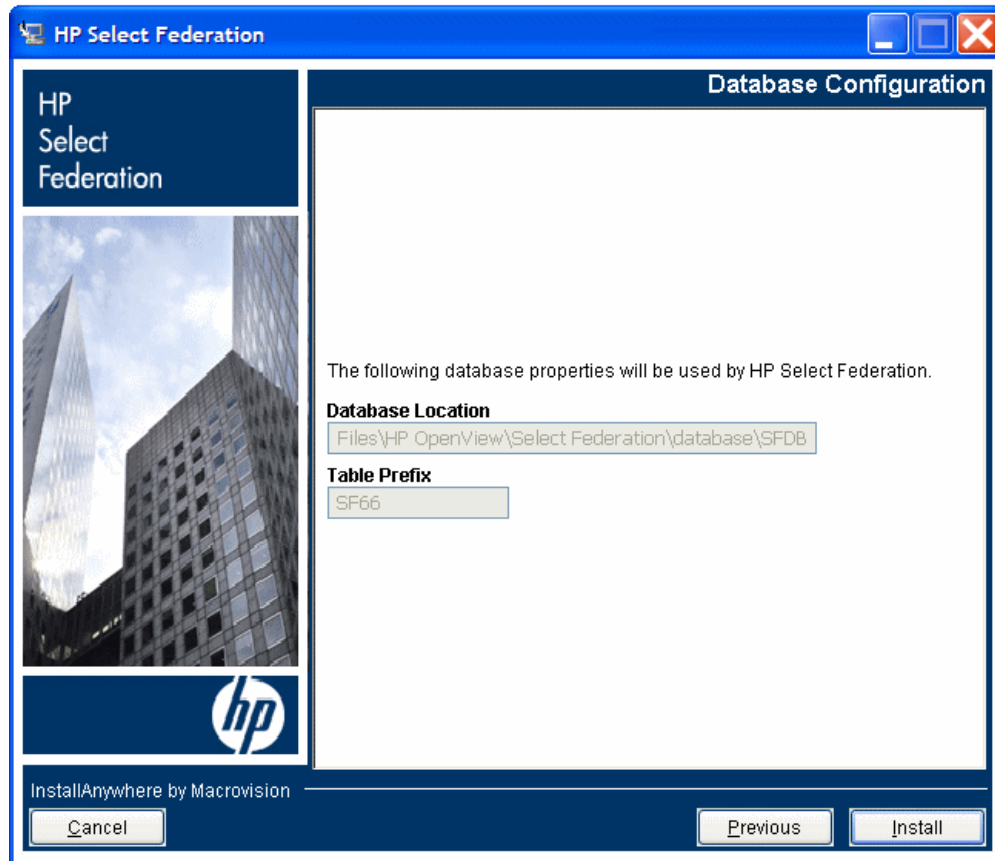 HP Select Federation
HP
Select
Federation
Database Configuration
The following database properties will be used by HP Select Federation.
Database Location
Files\HP OpenView\Select Federation\database\SFDB
Table Prefix
SF66
hp
InstallAnywhere by Macrovision
Cancel
Previous
Install